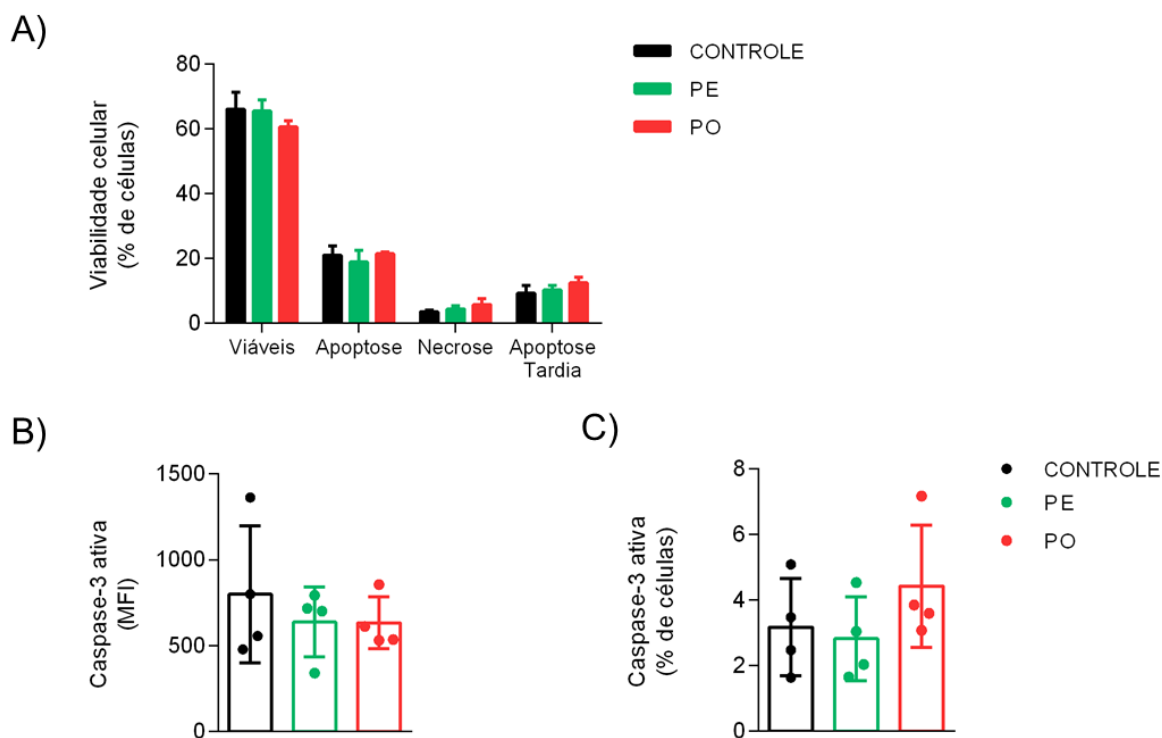 A)
CONTROLE
PE
PO
Viabilidade celular
(% de células)
80
60
40
20
0
Viáveis
Apoptose
Necrose
Apoptose
Tardia
B)
Caspase-3 ativa
(MFI)
1500
1000
500
0
C)
Caspase-3 ativa
(% de células)
8
6
4
2
0
CONTROLE
PE
PO